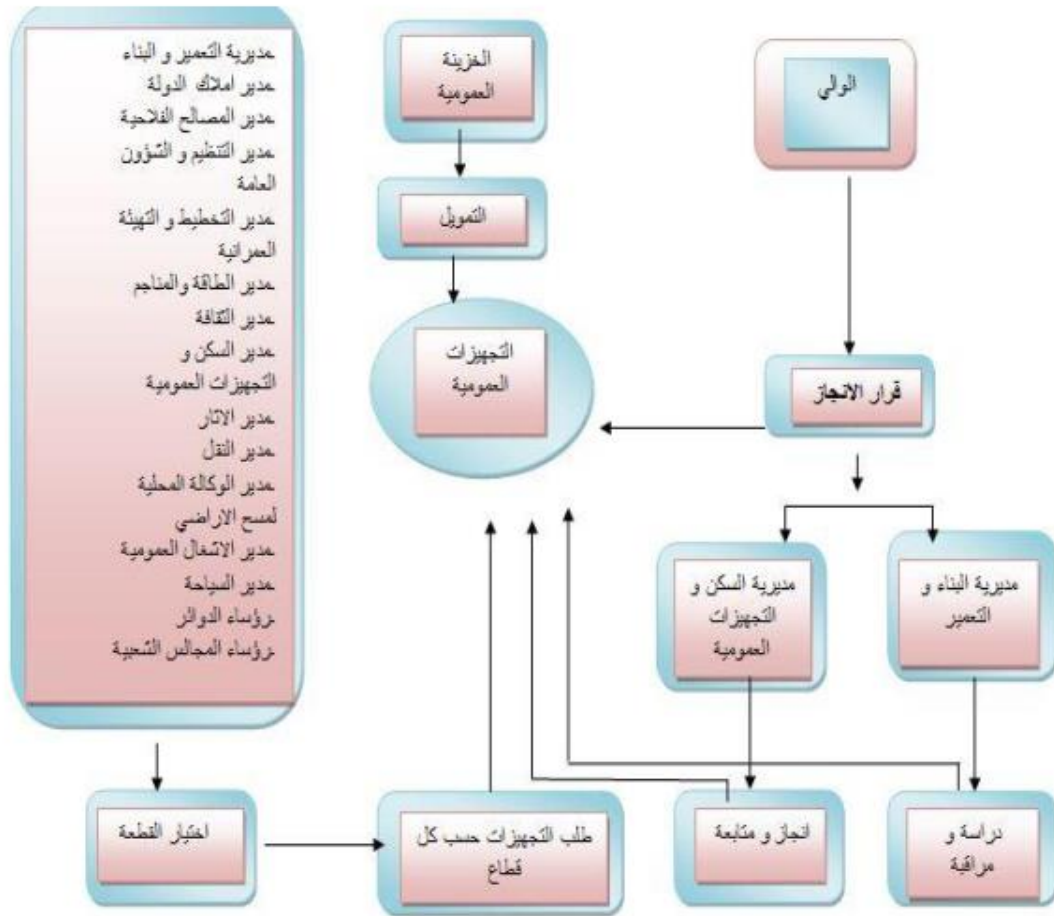 الوالي
الخزينة
العمومية
-مديرية التعمير و البناء
-مدير املاك الدولة
-مدير المصالح الفلاحية
-مدير التنظيم و الشؤون
العامة
-مدير التخطيط و التهيئة
العمرانية
-مدير الطاقة والمناجم
-مدير الثقافة
-مدير السكن و
التجهيزات العمومية
-مدير الاثار
-مدير النقل
-مدير الوكالة المحلية
لمسح الاراضي
-مدير الاشغال العمومية
-مدير السياحة
-رؤساء الدوائر
-رؤساء المجالس الشعبية
التمويل
التجهيزات
العمومية
قرار الانجاز
مديرية البناء و
التعمير
مديرية السكن و
التجهيزات
العمومية
دراسة و
مراقبة
انجاز و متابعة
طلب التجهيزات حسب كل
قطاع
اختيار القطعة